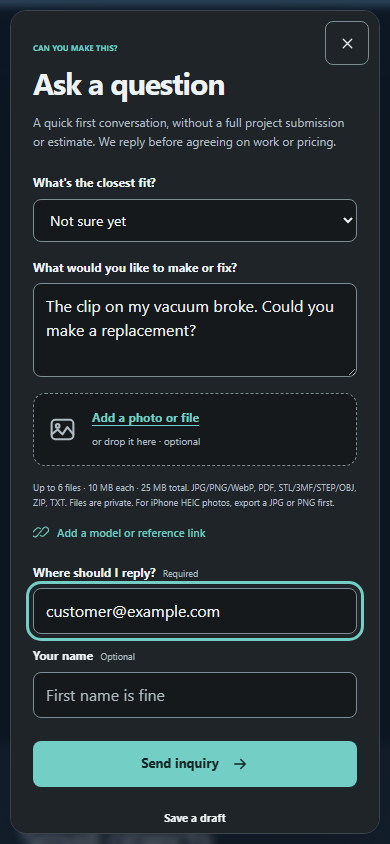 CAN YOU MAKE THIS?
Ask a question
A quick first conversation, without a full project submission
or estimate. We reply before agreeing on work or pricing.
What's the closest fit?
Not sure yet
What would you like to make or fix?
The clip on my vacuum broke. Could you
make a replacement?
Add a photo or file
or drop it here · optional
Up to 6 files · 10 MB each · 25 MB total. JPG/PNG/WebP, PDF, STL/3MF/STEP/OBJ,
ZIP, TXT. Files are private. For iPhone HEIC photos, export a JPG or PNG first.
Add a model or reference link
Where should I reply? Required
customer@example.com
Your name Optional
First name is fine
Send inquiry →
Save a draft